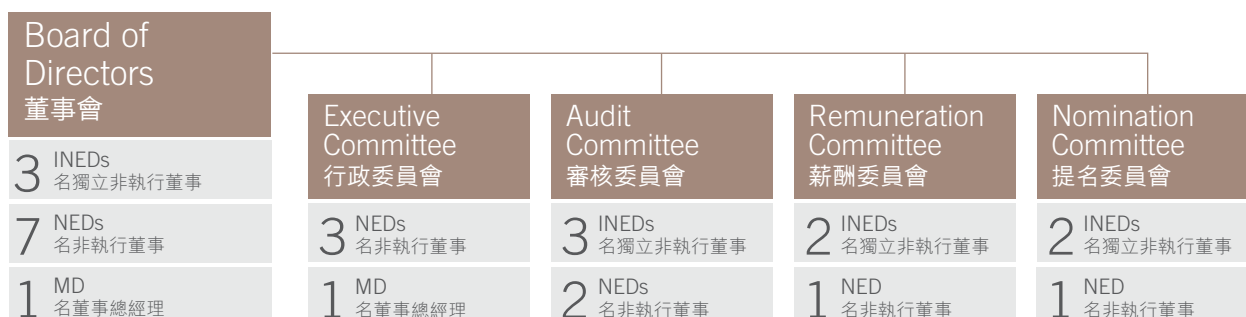 Board of
Directors
董事會
3 INEDs
名獨立非執行董事
7 NEDs
名非執行董事
1 MD
名董事總經理
Executive
Committee
行政委員會
3 NEDs
名非執行董事
1 MD
名董事總經理
Audit
Committee
審核委員會
3 INEDs
名獨立非執行董事
2 NEDs
名非執行董事
Remuneration
Committee
薪酬委員會
2 INEDs
名獨立非執行董事
1 NED
名非執行董事
Nomination
Committee
提名委員會
2 INEDs
名獨立非執行董事
1 NED
名非執行董事